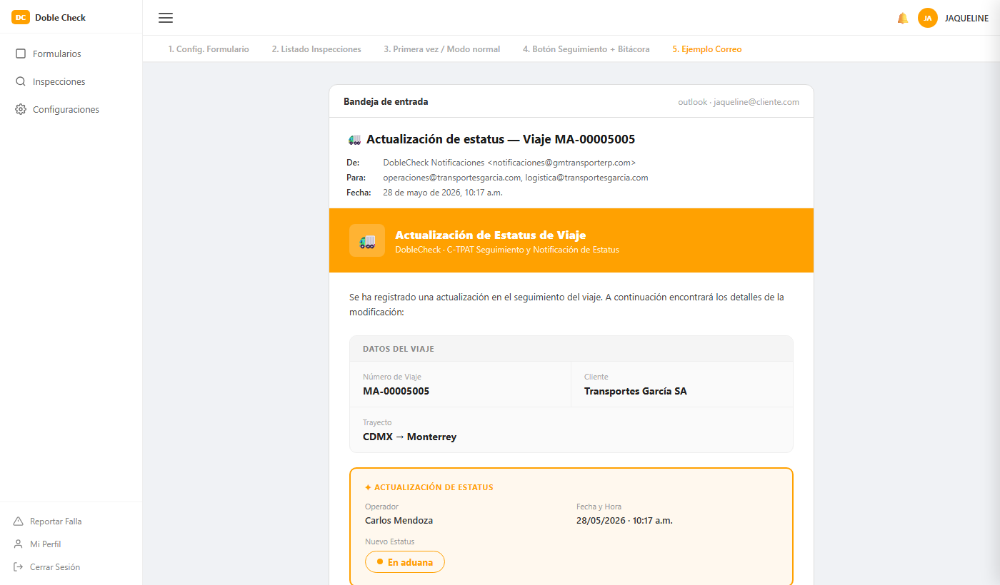 DC Doble Check
JAQUELINE
JA
Formularios
Inspecciones
Configuraciones
Reportar Falla
Mi Perfil
Cerrar Sesión
1. Config. Formulario
2. Listado Inspecciones
3. Primera vez / Modo normal
4. Botón Seguimiento + Bitácora
5. Ejemplo Correo
Bandeja de entrada
outlook · jaqueline@cliente.com
Actualización de estatus — Viaje MA-00005005
De: DobleCheck Notificaciones <notificaciones@gmtransporterp.com>
Para: operaciones@transportesgarcia.com, logistica@transportesgarcia.com
Fecha: 28 de mayo de 2026, 10:17 a.m.
Actualización de Estatus de Viaje
DobleCheck · C-TPAT Seguimiento y Notificación de Estatus
Se ha registrado una actualización en el seguimiento del viaje. A continuación encontrará los detalles de la
modificación:
DATOS DEL VIAJE
Número de Viaje
MA-00005005
Cliente
Transportes García SA
Trayecto
CDMX → Monterrey
✦ ACTUALIZACIÓN DE ESTATUS
Operador
Carlos Mendoza
Fecha y Hora
28/05/2026 · 10:17 a.m.
Nuevo Estatus
En aduana